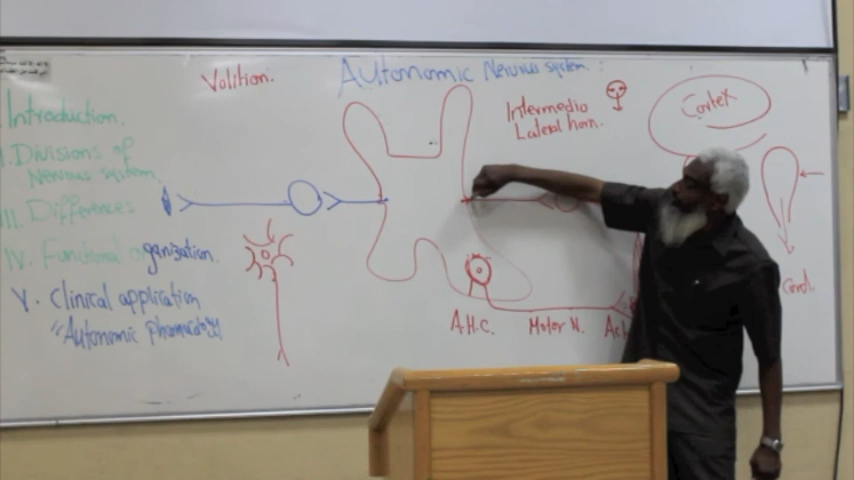 Volition.
Autonomic Nervous system :
I. Introduction.
II. Divisions of
Nervous system
III. Differences
IV. Functional organization.
V. Clinical application
"Autonomic pharmacology
Intermedio
Lateral horn.
Cortex
A.H.C.
Motor N.